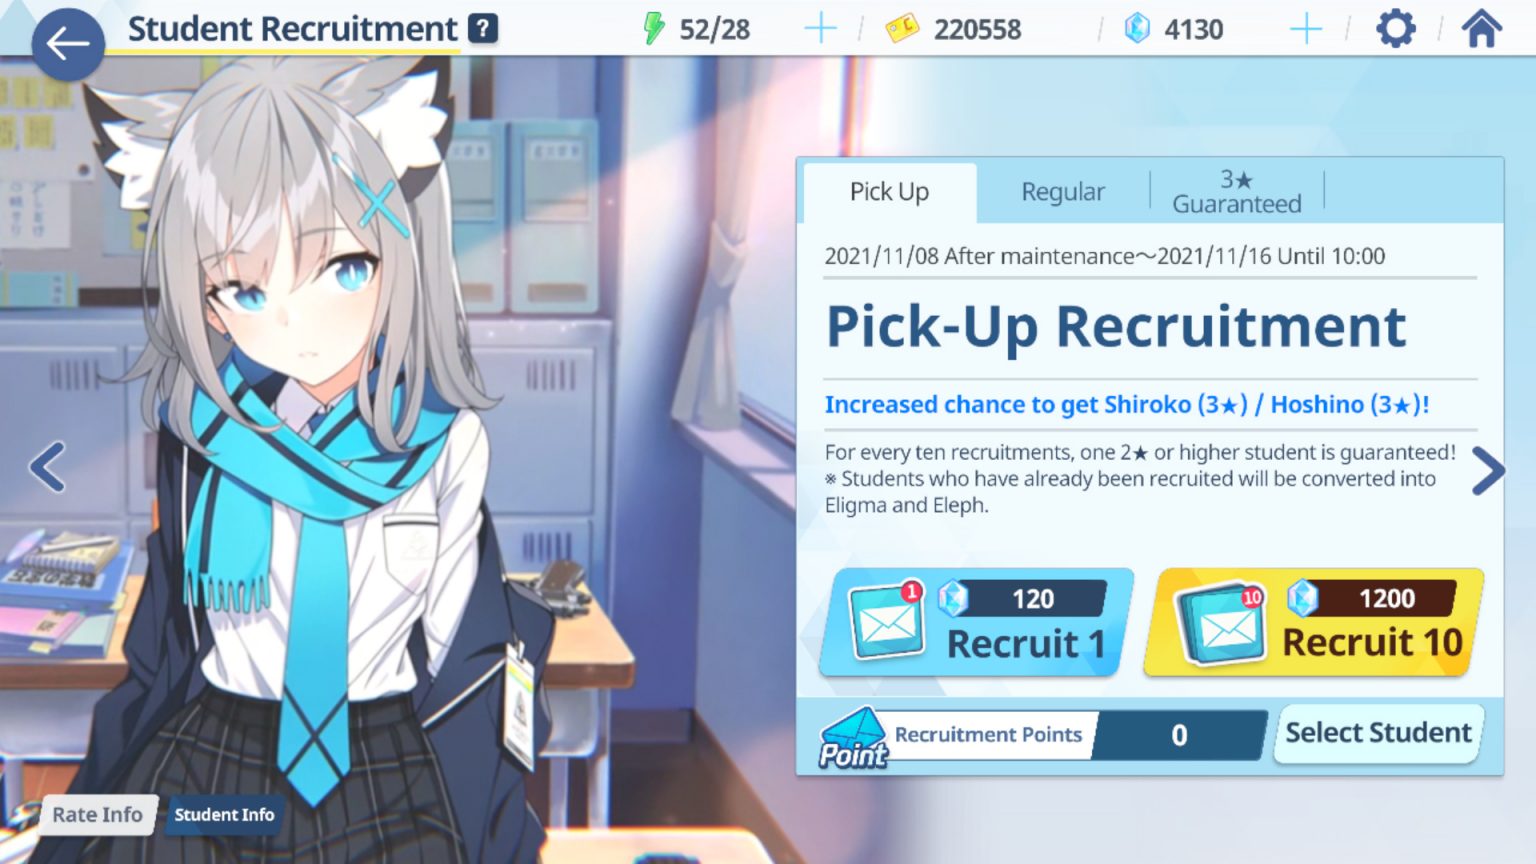 Student Recruitment ?
52/28
220558
4130
Pick Up
Regular
3★
Guaranteed
2021/11/08 After maintenance～2021/11/16 Until 10:00
Pick-Up Recruitment
Increased chance to get Shiroko (3★) / Hoshino (3★)!
For every ten recruitments, one 2★ or higher student is guaranteed!
※ Students who have already been recruited will be converted into
Eligma and Eleph.
1
120
Recruit 1
10
1200
Recruit 10
Point
Recruitment Points
0
Select Student
Rate Info
Student Info